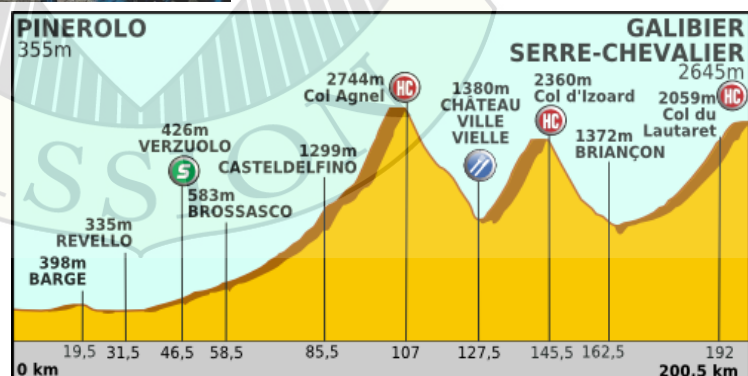 PINEROLO
355m
GALIBIER
SERRE-CHEVALIER
2645m
HC
2744m
Col Agnel
HC
1380m
CHÂTEAU
VILLE
VIELLE
2360m
Col d'Izoard
HC
2059m
Col du
Lautaret
426m
VERZUOLO
S
1299m
CASTELDELFINO
1372m
BRIANÇON
583m
BROSSASCO
335m
REVELLO
398m
BARGE
19,5 31,5 46,5 58,5 85,5 107 127,5 145,5 162,5 192
0 km
200,5 km
SSION